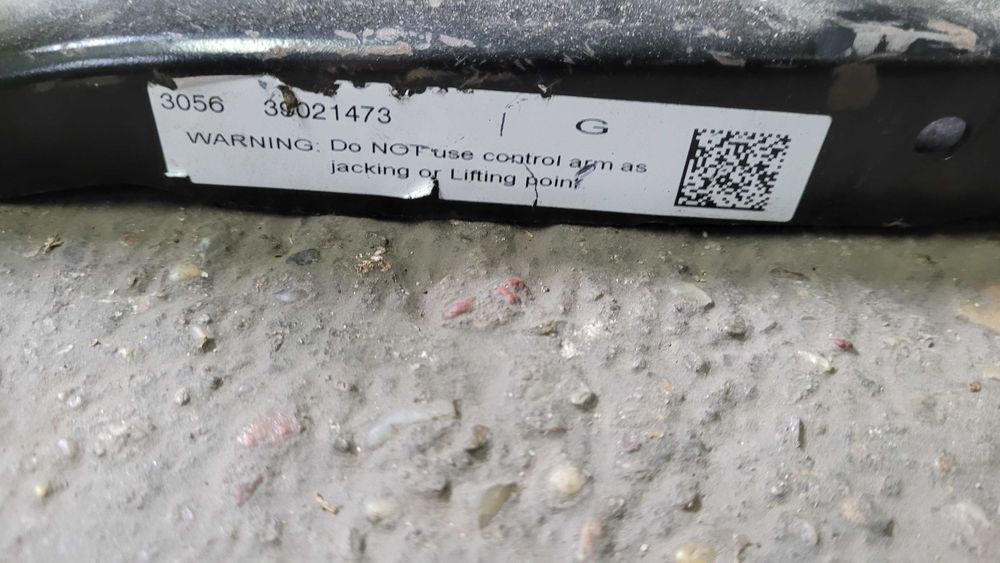 3056 39021473 G
WARNING: Do NOT use control arm as
jacking or Lifting point